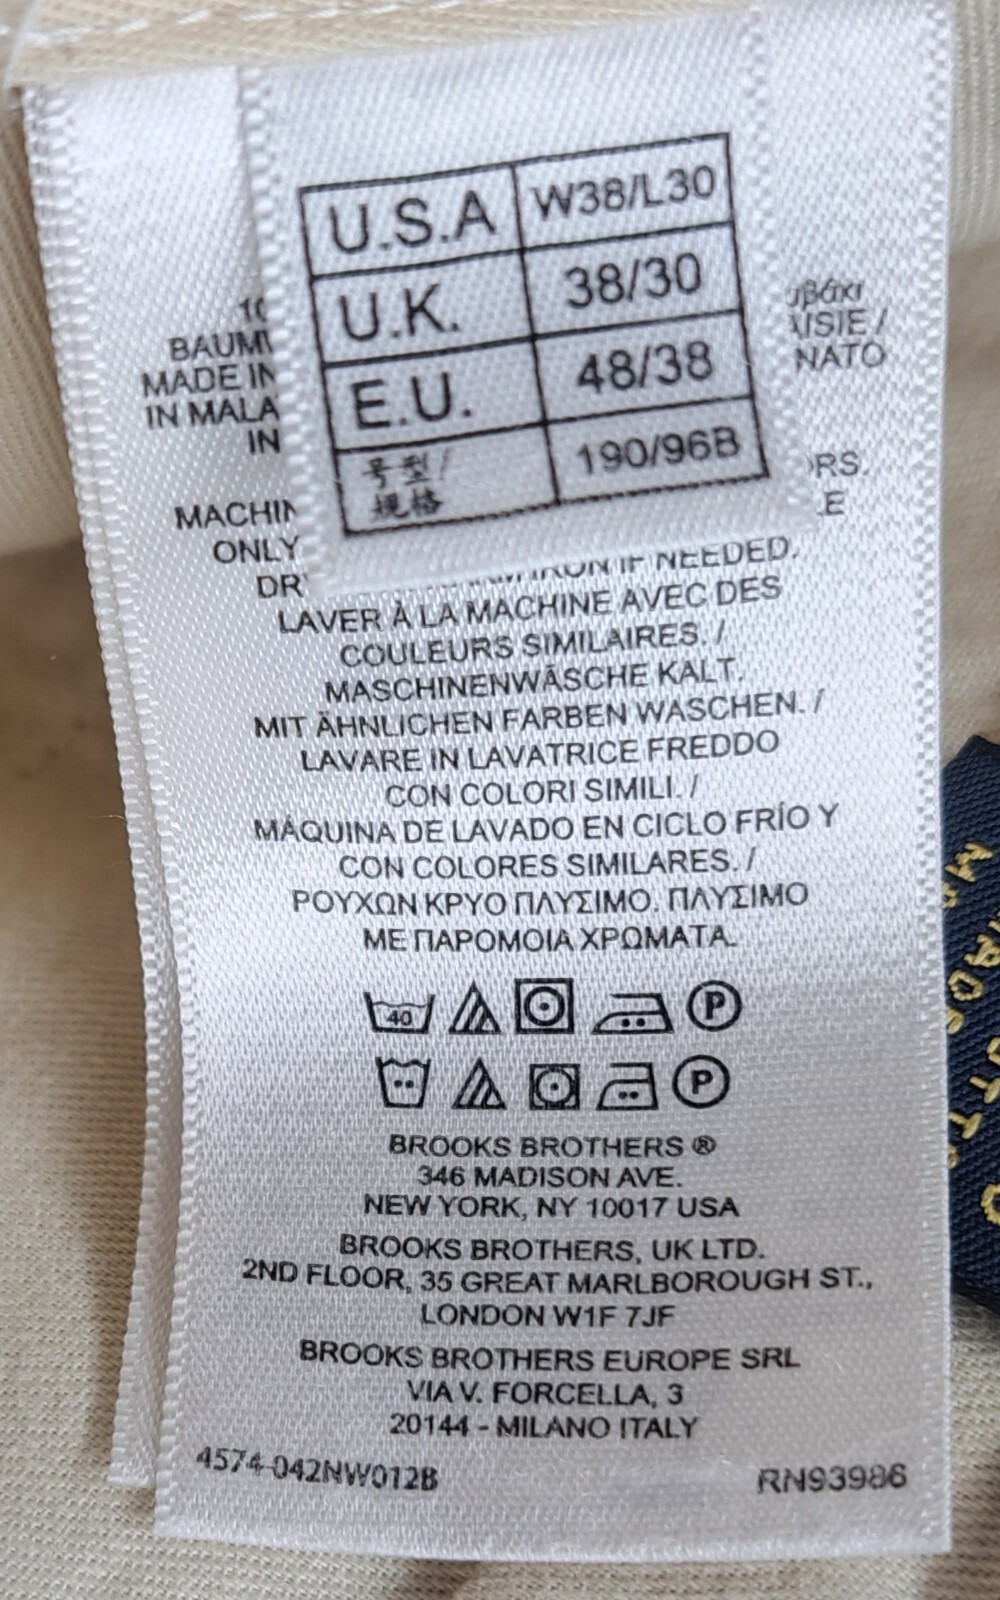 U.S.A W38/L30
U.K. 38/30
E.U. 48/38
号型/ 190/96B
规格
BAUM
MADE IN
IN MALA
IN
ISIE /
NATO
RS.
E
MACHIN
ONLY
DR
IRON IF NEEDED.
LAVER À LA MACHINE AVEC DES
COULEURS SIMILAIRES. /
MASCHINENWÄSCHE KALT.
MIT ÄHNLICHEN FARBEN WASCHEN. /
LAVARE IN LAVATRICE FREDDO
CON COLORI SIMILI. /
MÁQUINA DE LAVADO EN CICLO FRÍO Y
CON COLORES SIMILARES. /
ΡΟΥΧΩΝ ΚΡΥΟ ΠΛΥΣΙΜΟ. ΠΛΥΣΙΜΟ
ΜΕ ΠΑΡΟΜΟΙΑ ΧΡΩΜΑΤΑ.
40 P
P
BROOKS BROTHERS ®
346 MADISON AVE.
NEW YORK, NY 10017 USA
BROOKS BROTHERS, UK LTD.
2ND FLOOR, 35 GREAT MARLBOROUGH ST.,
LONDON W1F 7JF
BROOKS BROTHERS EUROPE SRL
VIA V. FORCELLA, 3
20144 - MILANO ITALY
4574-042NW012B RN93986